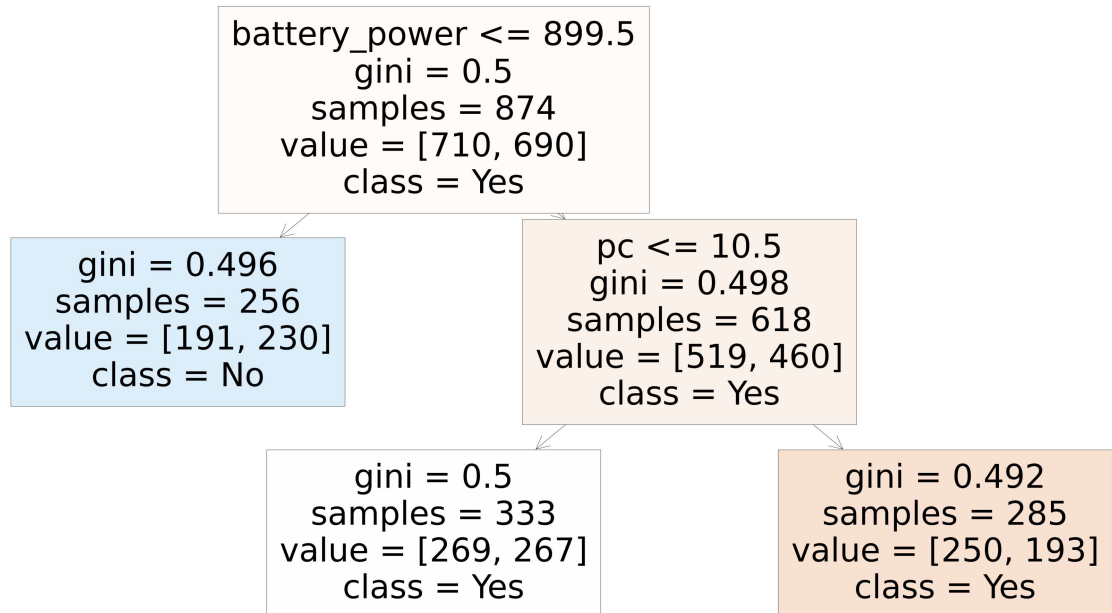 battery_power <= 899.5
gini = 0.5
samples = 874
value = [710, 690]
class = Yes
gini = 0.496
samples = 256
value = [191, 230]
class = No
pc <= 10.5
gini = 0.498
samples = 618
value = [519, 460]
class = Yes
gini = 0.5
samples = 333
value = [269, 267]
class = Yes
gini = 0.492
samples = 285
value = [250, 193]
class = Yes